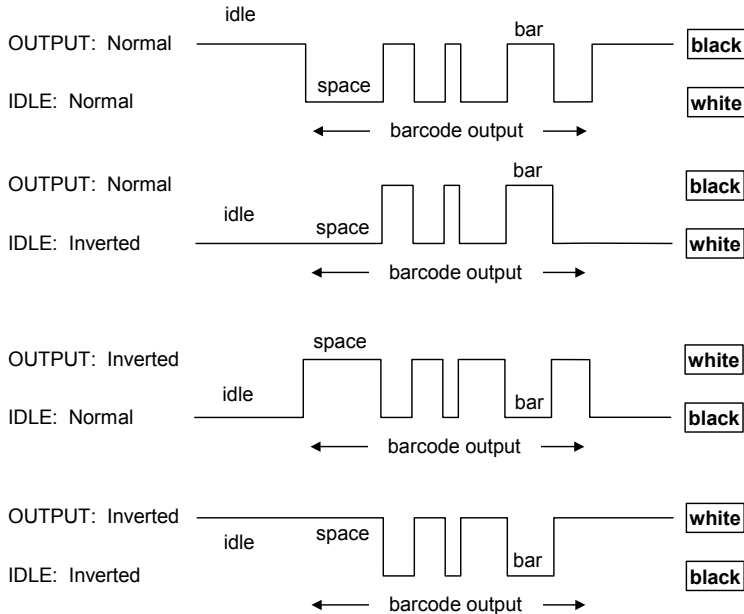 idle
OUTPUT: Normal bar black
space
IDLE: Normal white
barcode output
OUTPUT: Normal bar black
idle
space
IDLE: Inverted white
barcode output
space
OUTPUT: Inverted white
idle
bar
IDLE: Normal black
barcode output
OUTPUT: Inverted white
idle space
bar
IDLE: Inverted black
barcode output